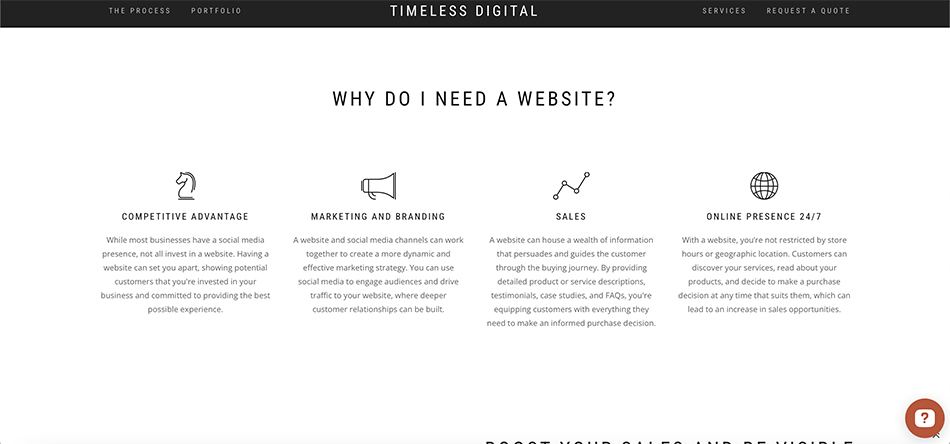 THE PROCESS PORTFOLIO TIMELESS DIGITAL SERVICES REQUEST A QUOTE
WHY DO I NEED A WEBSITE?
COMPETITIVE ADVANTAGE
While most businesses have a social media
presence, not all invest in a website. Having a
website can set you apart, showing potential
customers that you're invested in your
business and committed to providing the best
possible experience.
MARKETING AND BRANDING
A website and social media channels can work
together to create a more dynamic and
effective marketing strategy. You can use
social media to engage audiences and drive
traffic to your website, where deeper
customer relationships can be built.
SALES
A website can house a wealth of information
that persuades and guides the customer
through the buying journey. By providing
detailed product or service descriptions,
testimonials, case studies, and FAQs, you're
equipping customers with everything they
need to make an informed purchase decision.
ONLINE PRESENCE 24/7
With a website, you're not restricted by store
hours or geographic location. Customers can
discover your services, read about your
products, and decide to make a purchase
decision at any time that suits them, which can
lead to an increase in sales opportunities.
BOOST YOUR SALES AND BE VISIBLE
?